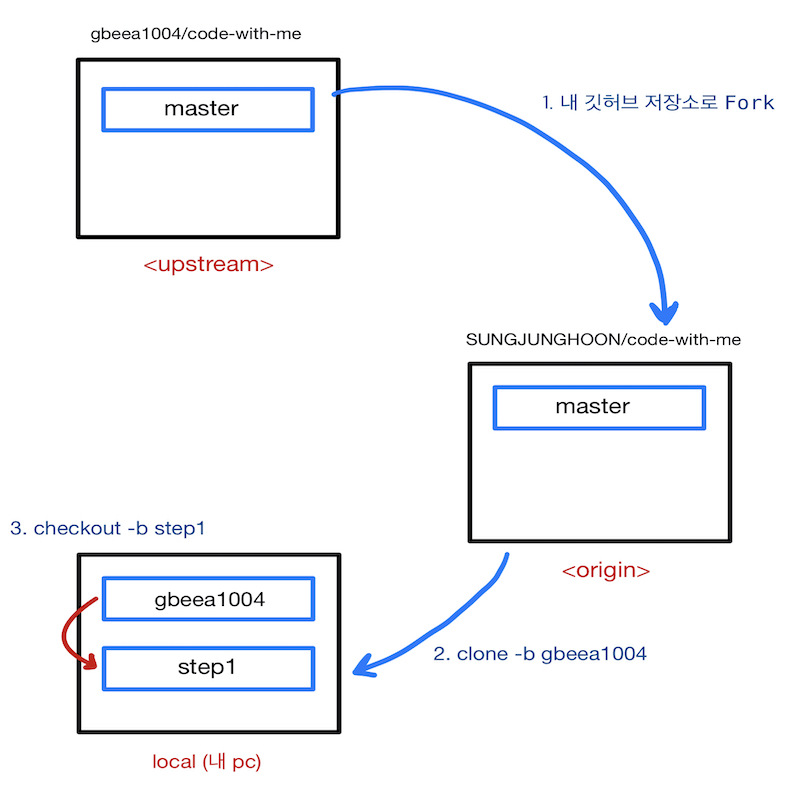 gbeea1004/code-with-me
master
1. 내 깃허브 저장소로 Fork
<upstream>
SUNGJUNGHOON/code-with-me
master
3. checkout -b step1
<origin>
gbeea1004
2. clone -b gbeea1004
step1
local (내 pc)